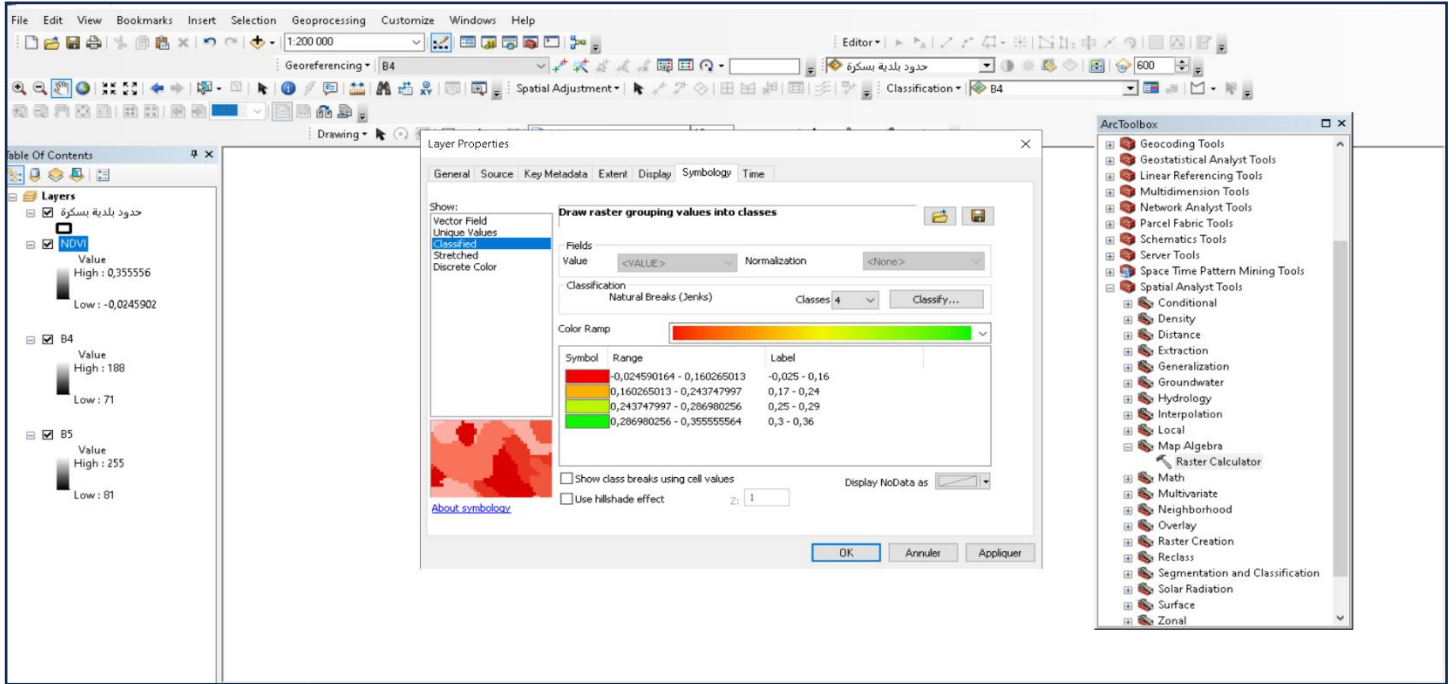 File Edit View Bookmarks Insert Selection Geoprocessing Customize Windows Help
1:200 000
Editor
Georeferencing B4
حدود بلدية بسكرة
600
Spatial Adjustment
Classification B4
Drawing
Table Of Contents
Layers
حدود بلدية بسكرة
NDVI
Value
High : 0,355556
Low : -0,0245902
B4
Value
High : 188
Low : 71
B5
Value
High : 255
Low : 81
Layer Properties
General Source Key Metadata Extent Display Symbology Time
Show:
Vector Field
Unique Values
Classified
Stretched
Discrete Color
About symbology
Draw raster grouping values into classes
Fields
Value <VALUE> Normalization <None>
Classification
Natural Breaks (Jenks) Classes 4 Classify...
Color Ramp
Symbol Range Label
-0,024590164 - 0,160265013 -0,025 - 0,16
0,160265013 - 0,243747997 0,17 - 0,24
0,243747997 - 0,286980256 0,25 - 0,29
0,286980256 - 0,355555564 0,3 - 0,36
Show class breaks using cell values Display NoData as
Use hillshade effect Z: 1
OK Annuler Appliquer
ArcToolbox
Geocoding Tools
Geostatistical Analyst Tools
Linear Referencing Tools
Multidimension Tools
Network Analyst Tools
Parcel Fabric Tools
Schematics Tools
Server Tools
Space Time Pattern Mining Tools
Spatial Analyst Tools
Conditional
Density
Distance
Extraction
Generalization
Groundwater
Hydrology
Interpolation
Local
Map Algebra
Raster Calculator
Math
Multivariate
Neighborhood
Overlay
Raster Creation
Reclass
Segmentation and Classification
Solar Radiation
Surface
Zonal